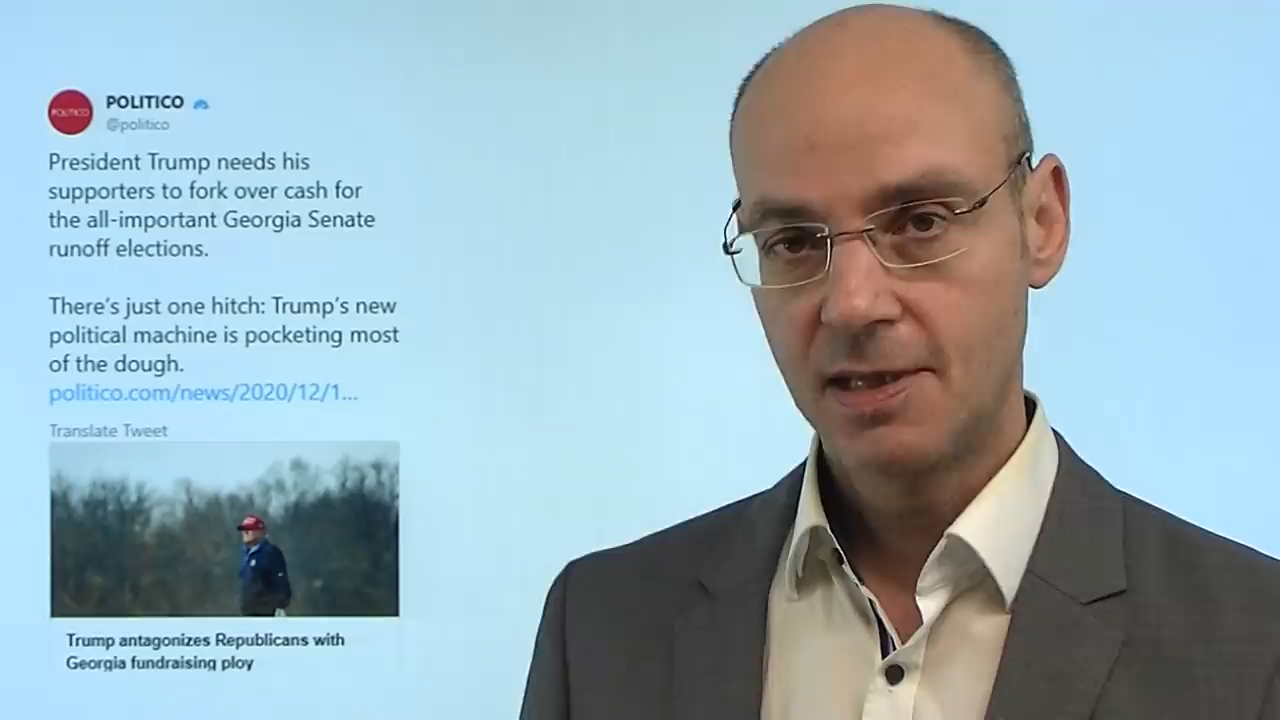 POLITICO
POLITICO
@politico
President Trump needs his
supporters to fork over cash for
the all-important Georgia Senate
runoff elections.
There's just one hitch: Trump's new
political machine is pocketing most
of the dough.
politico.com/news/2020/12/1...
Translate Tweet
Trump antagonizes Republicans with
Georgia fundraising ploy